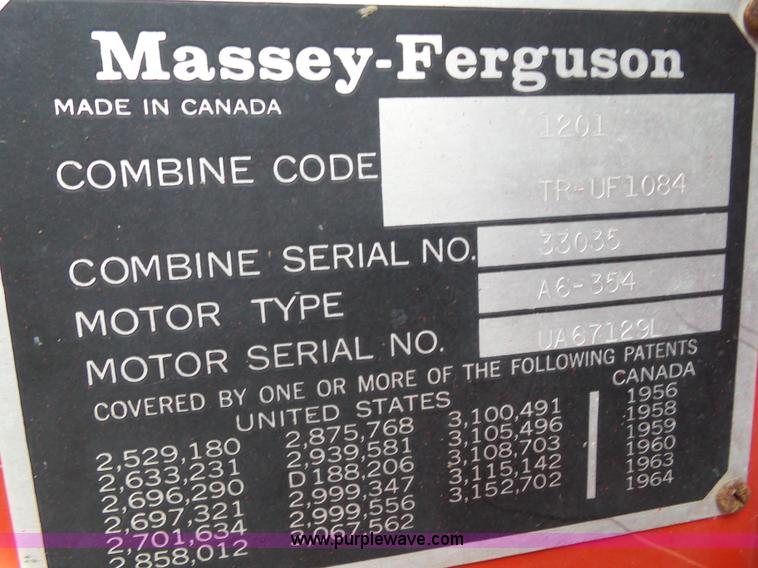 Massey-Ferguson
MADE IN CANADA
COMBINE CODE 1201
TR-UF1084
COMBINE SERIAL NO. 33035
MOTOR TYPE A6-354
MOTOR SERIAL NO. UA67129L
COVERED BY ONE OR MORE OF THE FOLLOWING PATENTS
UNITED STATES CANADA
2,529,180 2,875,768 3,100,491 1956
2,633,231 2,939,581 3,105,496 1958
2,696,290 D188,206 3,108,703 1959
2,697,321 2,999,347 3,115,142 1960
2,701,634 2,999,556 3,152,702 1963
2,858,012 3,067,562 1964
www.purplewave.com